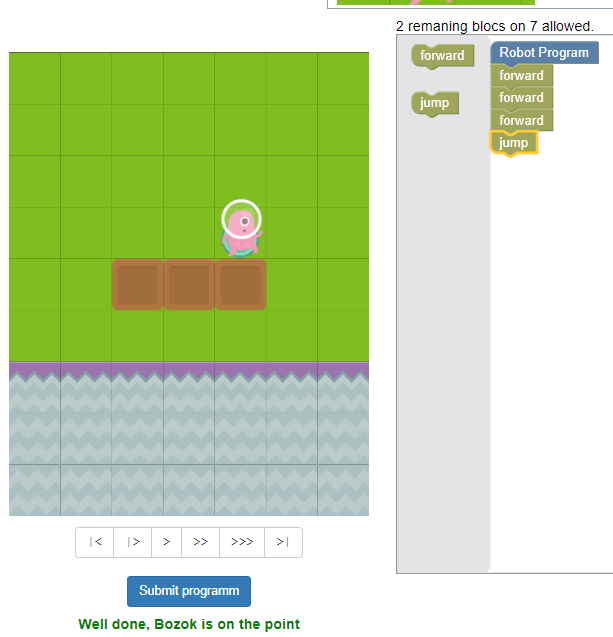 2 remaning blocs on 7 allowed.
forward
jump
Robot Program
forward
forward
forward
jump
|<
|>
>
>>
>>>
>|
Submit programm
Well done, Bozok is on the point